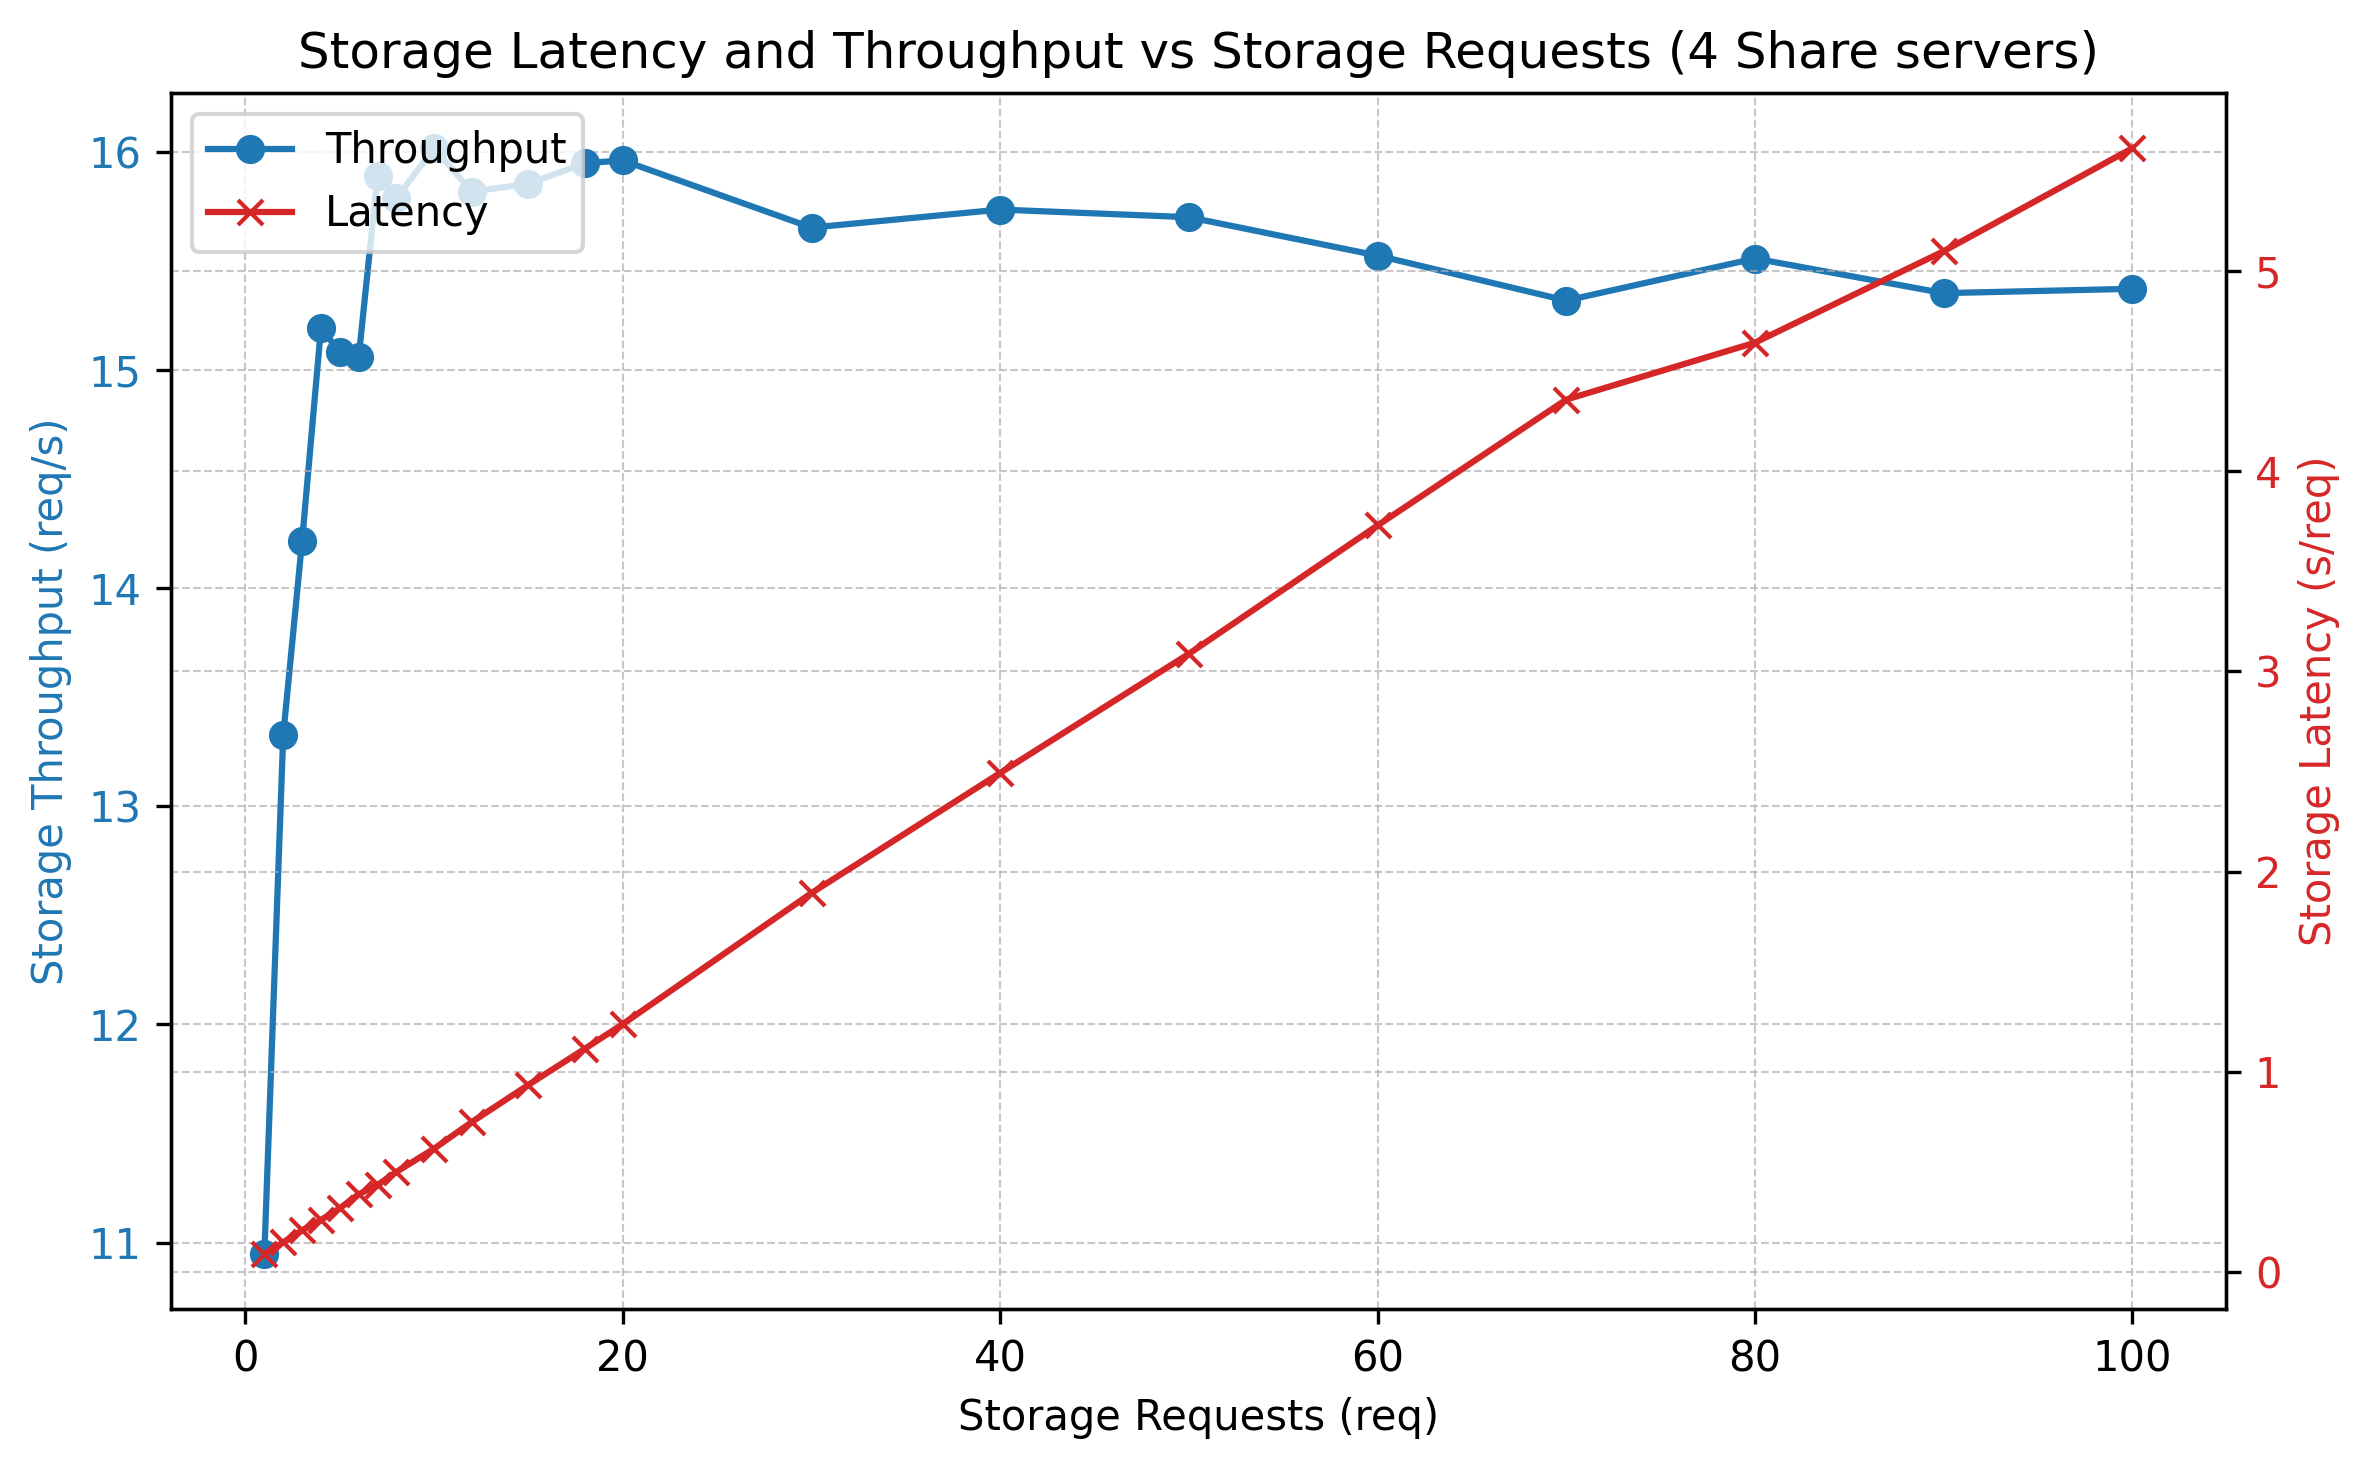 Storage Latency and Throughput vs Storage Requests (4 Share servers)
Throughput
Latency
16
15
14
13
12
11
Storage Throughput (req/s)
5
4
3
2
1
0
Storage Latency (s/req)
0 20 40 60 80 100
Storage Requests (req)